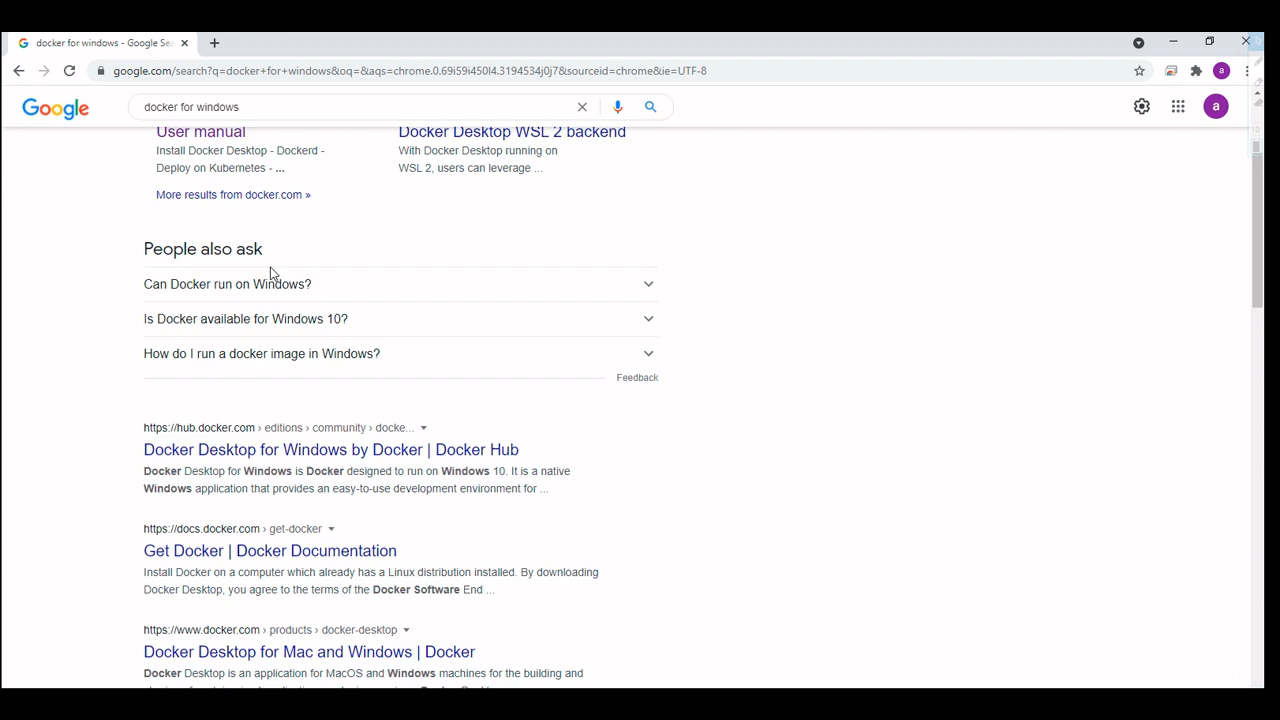 docker for windows - Google Sea
google.com/search?q=docker+for+windows&oq=&aqs=chrome.0.69i59i450l4.3194534j0j7&sourceid=chrome&ie=UTF-8
a
Google
docker for windows
a
User manual
Install Docker Desktop - Dockerd -
Deploy on Kubernetes - ...
Docker Desktop WSL 2 backend
With Docker Desktop running on
WSL 2, users can leverage ...
More results from docker.com »
People also ask
Can Docker run on Windows?
Is Docker available for Windows 10?
How do I run a docker image in Windows?
Feedback
https://hub.docker.com › editions › community › docke...
Docker Desktop for Windows by Docker | Docker Hub
Docker Desktop for Windows is Docker designed to run on Windows 10. It is a native
Windows application that provides an easy-to-use development environment for ...
https://docs.docker.com › get-docker
Get Docker | Docker Documentation
Install Docker on a computer which already has a Linux distribution installed. By downloading
Docker Desktop, you agree to the terms of the Docker Software End ...
https://www.docker.com › products › docker-desktop
Docker Desktop for Mac and Windows | Docker
Docker Desktop is an application for MacOS and Windows machines for the building and